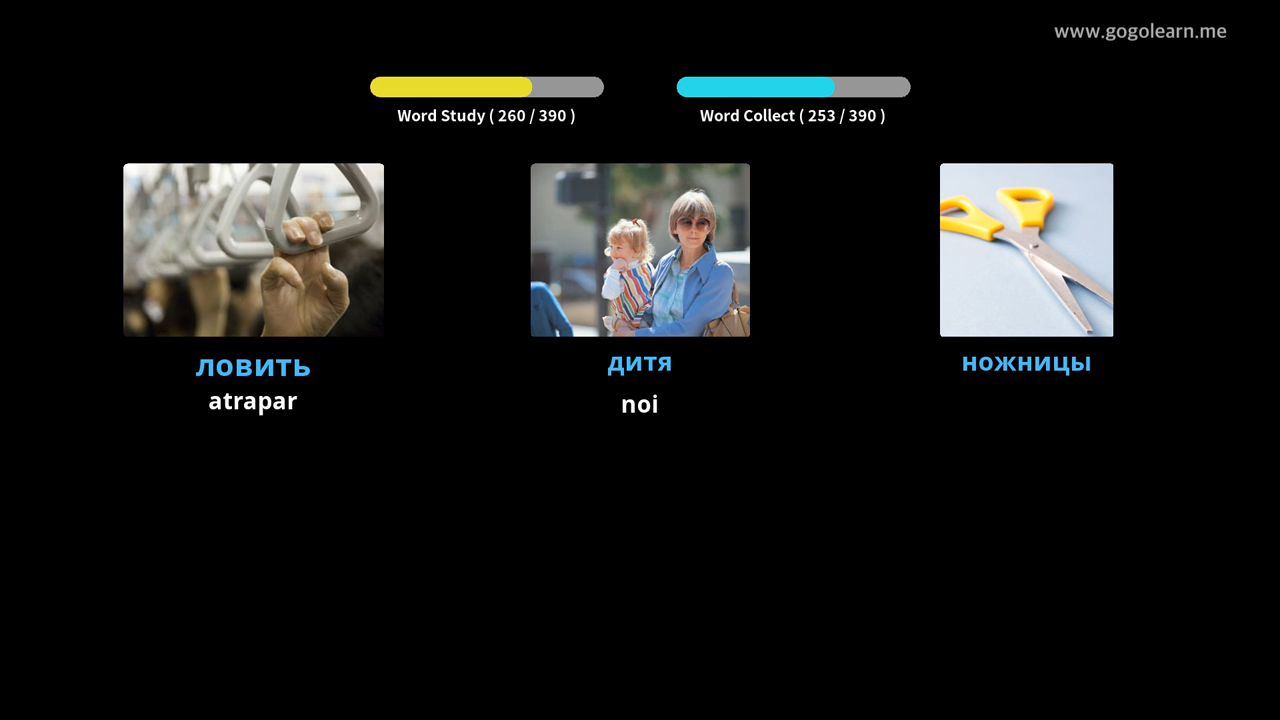 www.gogolearn.me
Word Study ( 260 / 390 )
Word Collect ( 253 / 390 )
ловить
atrapar
дитя
noi
ножницы